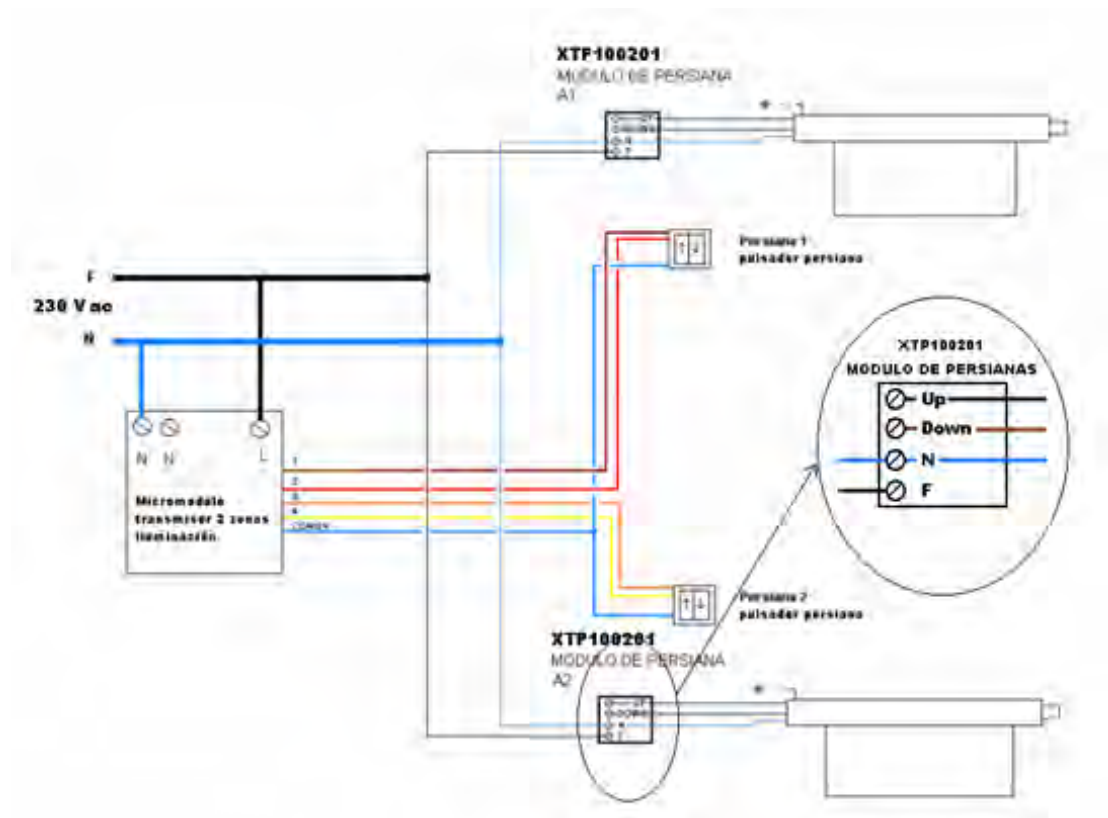 XTP100201
MODULO DE PERSIANA
A1
Persiana 1
pulsador persiana
F
230 V ac
N
XTP100201
MODULO DE PERSIANAS
Up
Down
N
F
N N L
1
2
3
4
Micromodulo
transmisor 2 zonas
iluminación.
Persiana 2
pulsador persiana
XTP100201
MODULO DE PERSIANA
A2